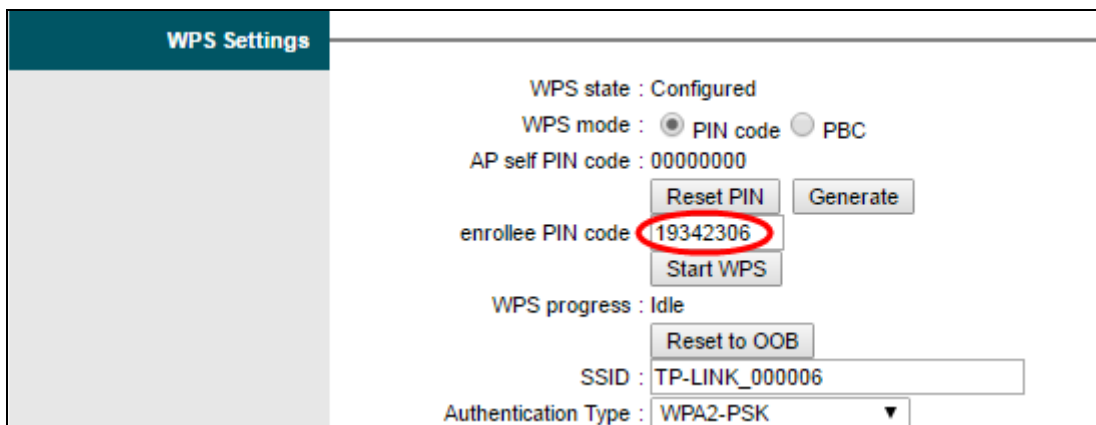 WPS Settings
WPS state : Configured
WPS mode : PIN code PBC
AP self PIN code : 00000000
Reset PIN Generate
enrollee PIN code 19342306
Start WPS
WPS progress : Idle
Reset to OOB
SSID : TP-LINK_000006
Authentication Type : WPA2-PSK